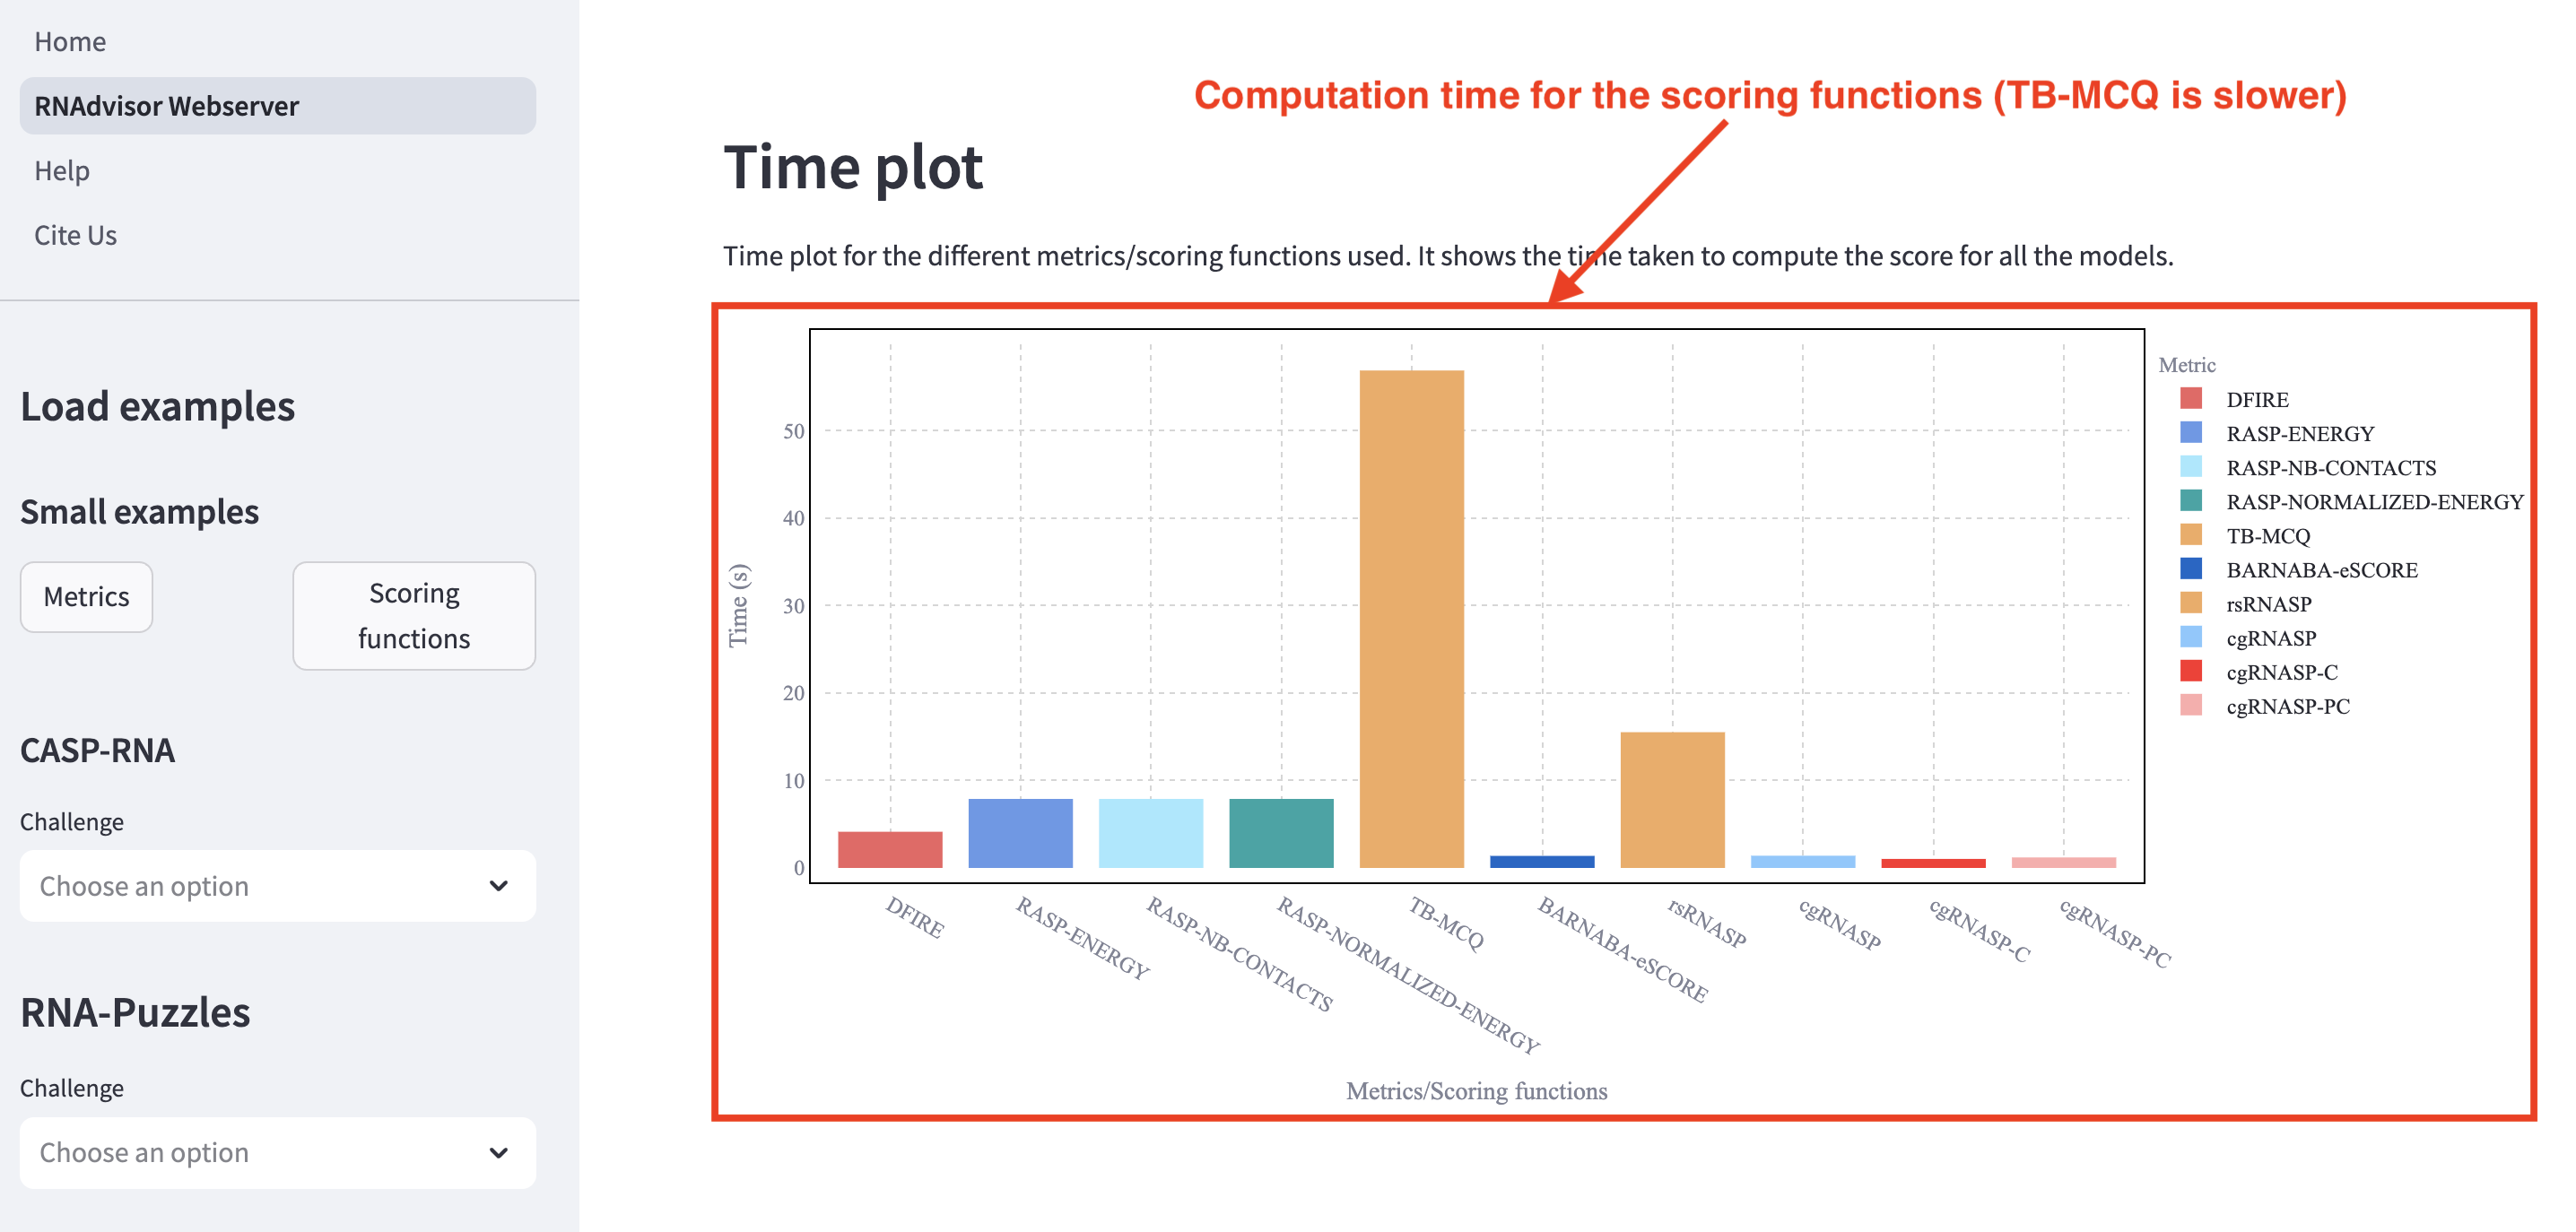 Home
RNAdvisor Webserver
Help
Cite Us
Load examples
Small examples
Metrics
Scoring
functions
CASP-RNA
Challenge
Choose an option
RNA-Puzzles
Challenge
Choose an option
Computation time for the scoring functions (TB-MCQ is slower)
Time plot
Time plot for the different metrics/scoring functions used. It shows the time taken to compute the score for all the models.
50
40
30
20
10
0
Time (s)
DFIRE
RASP-ENERGY
RASP-NB-CONTACTS
RASP-NORMALIZED-ENERGY
TB-MCQ
BARNABA-eSCORE
rsRNASP
cgRNASP
cgRNASP-C
cgRNASP-PC
Metrics/Scoring functions
Metric
DFIRE
RASP-ENERGY
RASP-NB-CONTACTS
RASP-NORMALIZED-ENERGY
TB-MCQ
BARNABA-eSCORE
rsRNASP
cgRNASP
cgRNASP-C
cgRNASP-PC